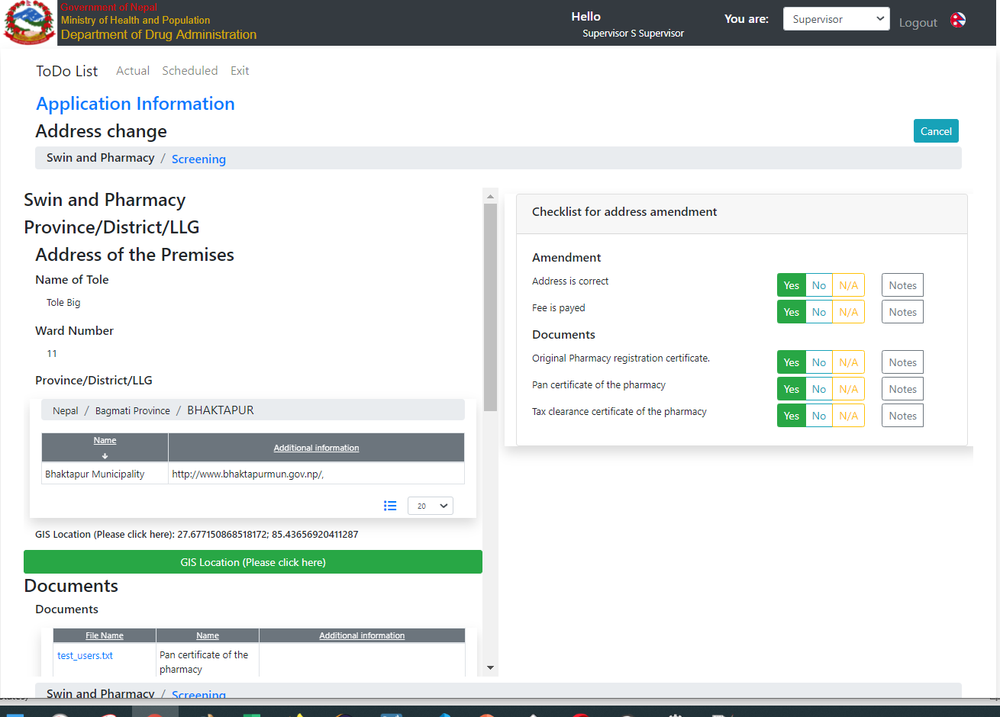 Government of Nepal
Ministry of Health and Population
Department of Drug Administration
Hello
Supervisor S Supervisor
You are:
Supervisor
Logout
ToDo List Actual Scheduled Exit
Application Information
Address change
Cancel
Swin and Pharmacy / Screening
Swin and Pharmacy
Province/District/LLG
Address of the Premises
Name of Tole
Tole Big
Ward Number
11
Province/District/LLG
Nepal / Bagmati Province / BHAKTAPUR
Name Additional information
Bhaktapur Municipality http://www.bhaktapurmun.gov.np/,
20
GIS Location (Please click here): 27.677150868518172; 85.43656920411287
GIS Location (Please click here)
Documents
Documents
File Name Name Additional information
test_users.txt Pan certificate of the
pharmacy
Checklist for address amendment
Amendment
Address is correct Yes No N/A Notes
Fee is payed Yes No N/A Notes
Documents
Original Pharmacy registration certificate. Yes No N/A Notes
Pan certificate of the pharmacy Yes No N/A Notes
Tax clearance certificate of the pharmacy Yes No N/A Notes
Swin and Pharmacy / Screening